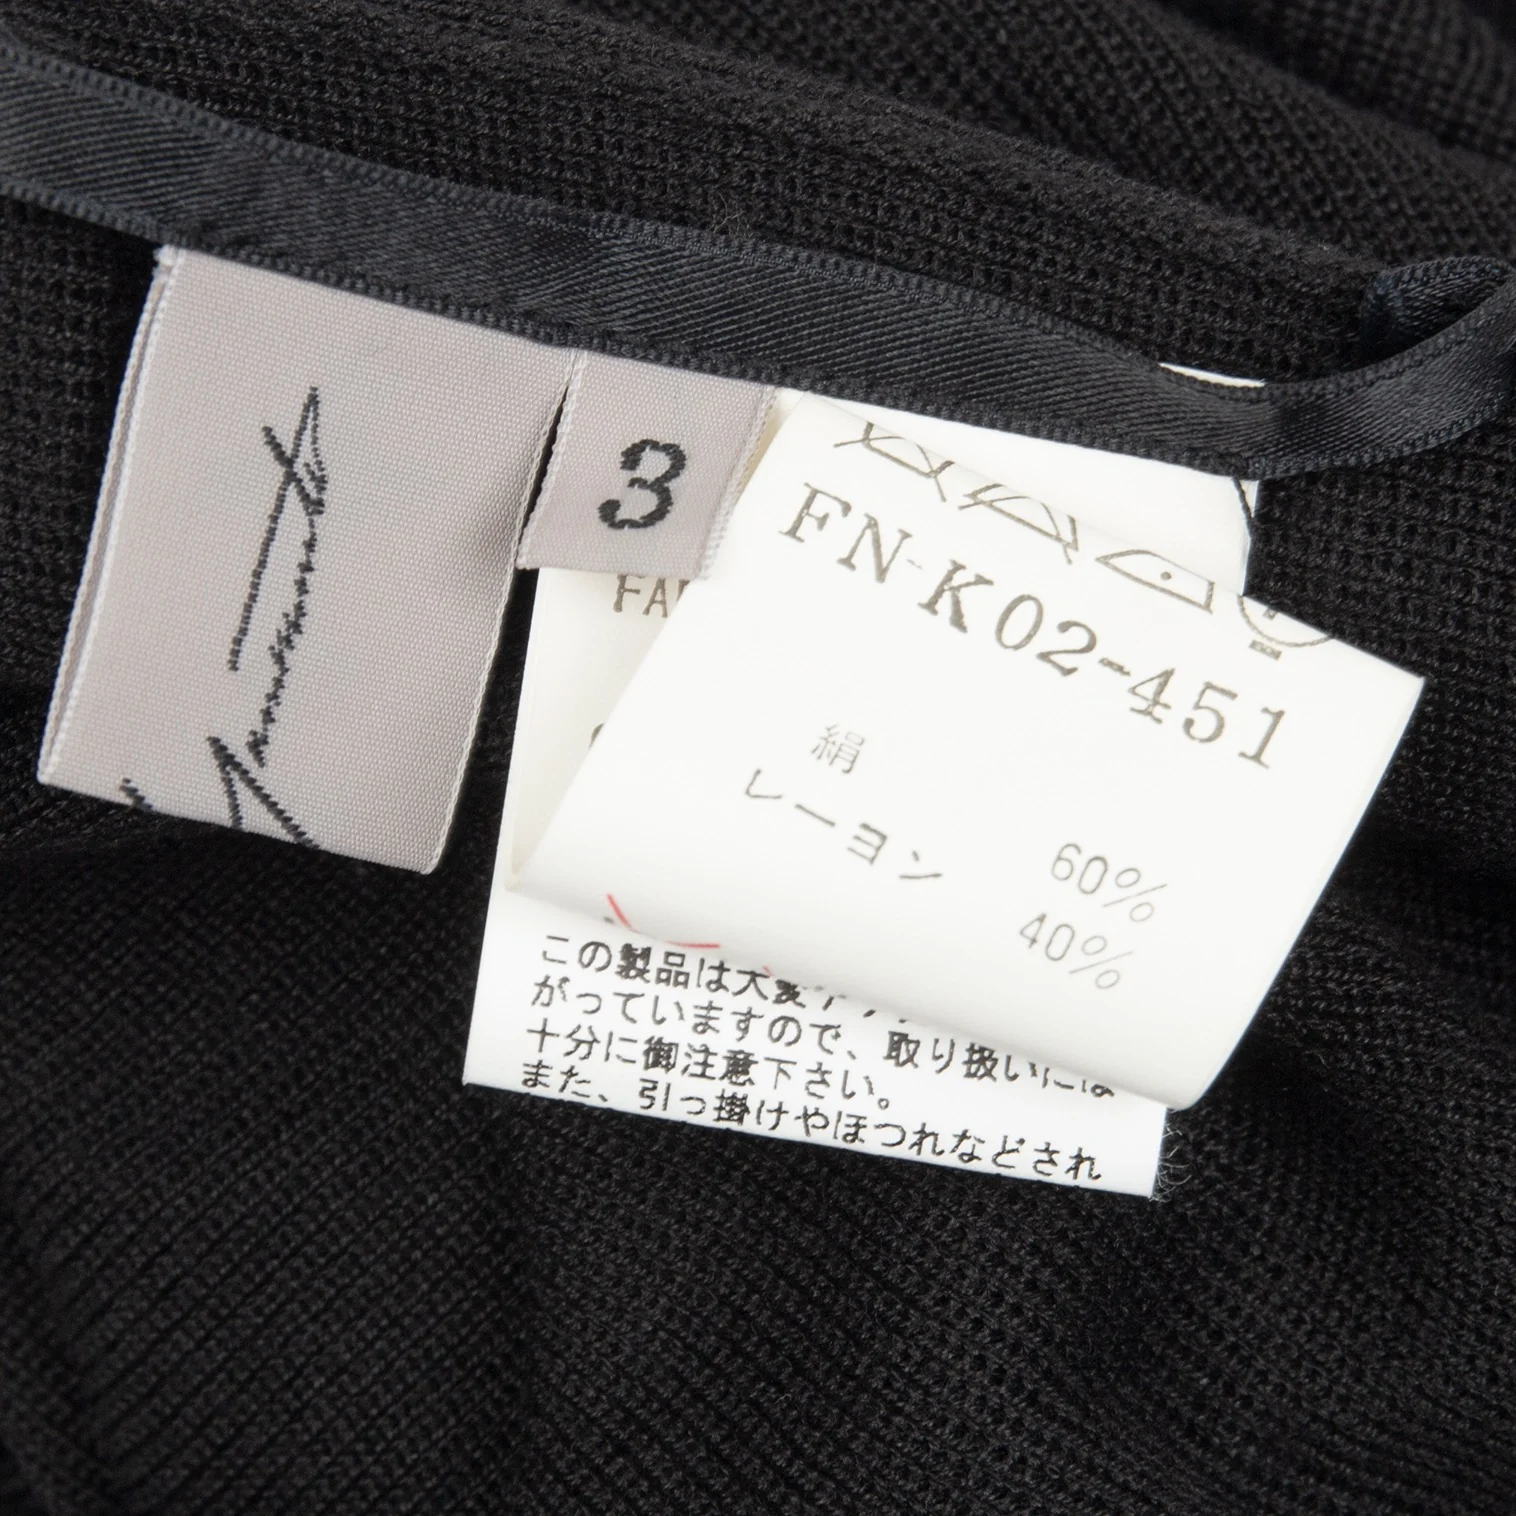 3
FA
FN-K02-451
絹 60%
レーヨン 40%
この製品は大変
がっていますので、取り扱いには
十分に御注意下さい。
また、引っ掛けやほつれなどされ